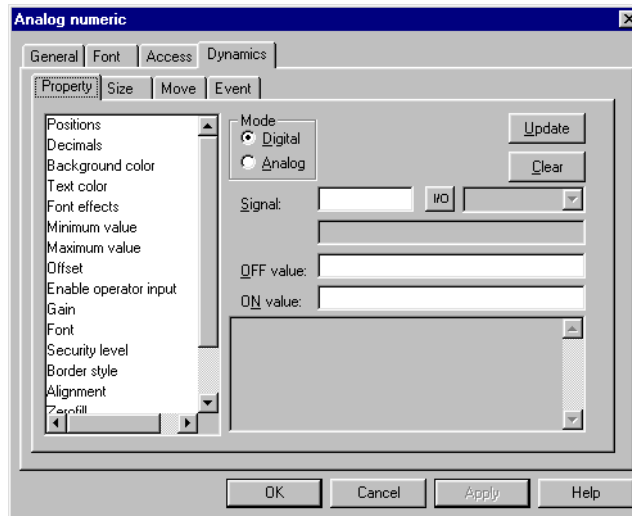 Analog numeric
General Font Access Dynamics
Property Size Move Event
Positions
Decimals
Background color
Text color
Font effects
Minimum value
Maximum value
Offset
Enable operator input
Gain
Font
Security level
Border style
Alignment
Zerofill
Mode
Digital
Analog
Update
Clear
Signal:
I/O
OFF value:
ON value:
OK Cancel Apply Help